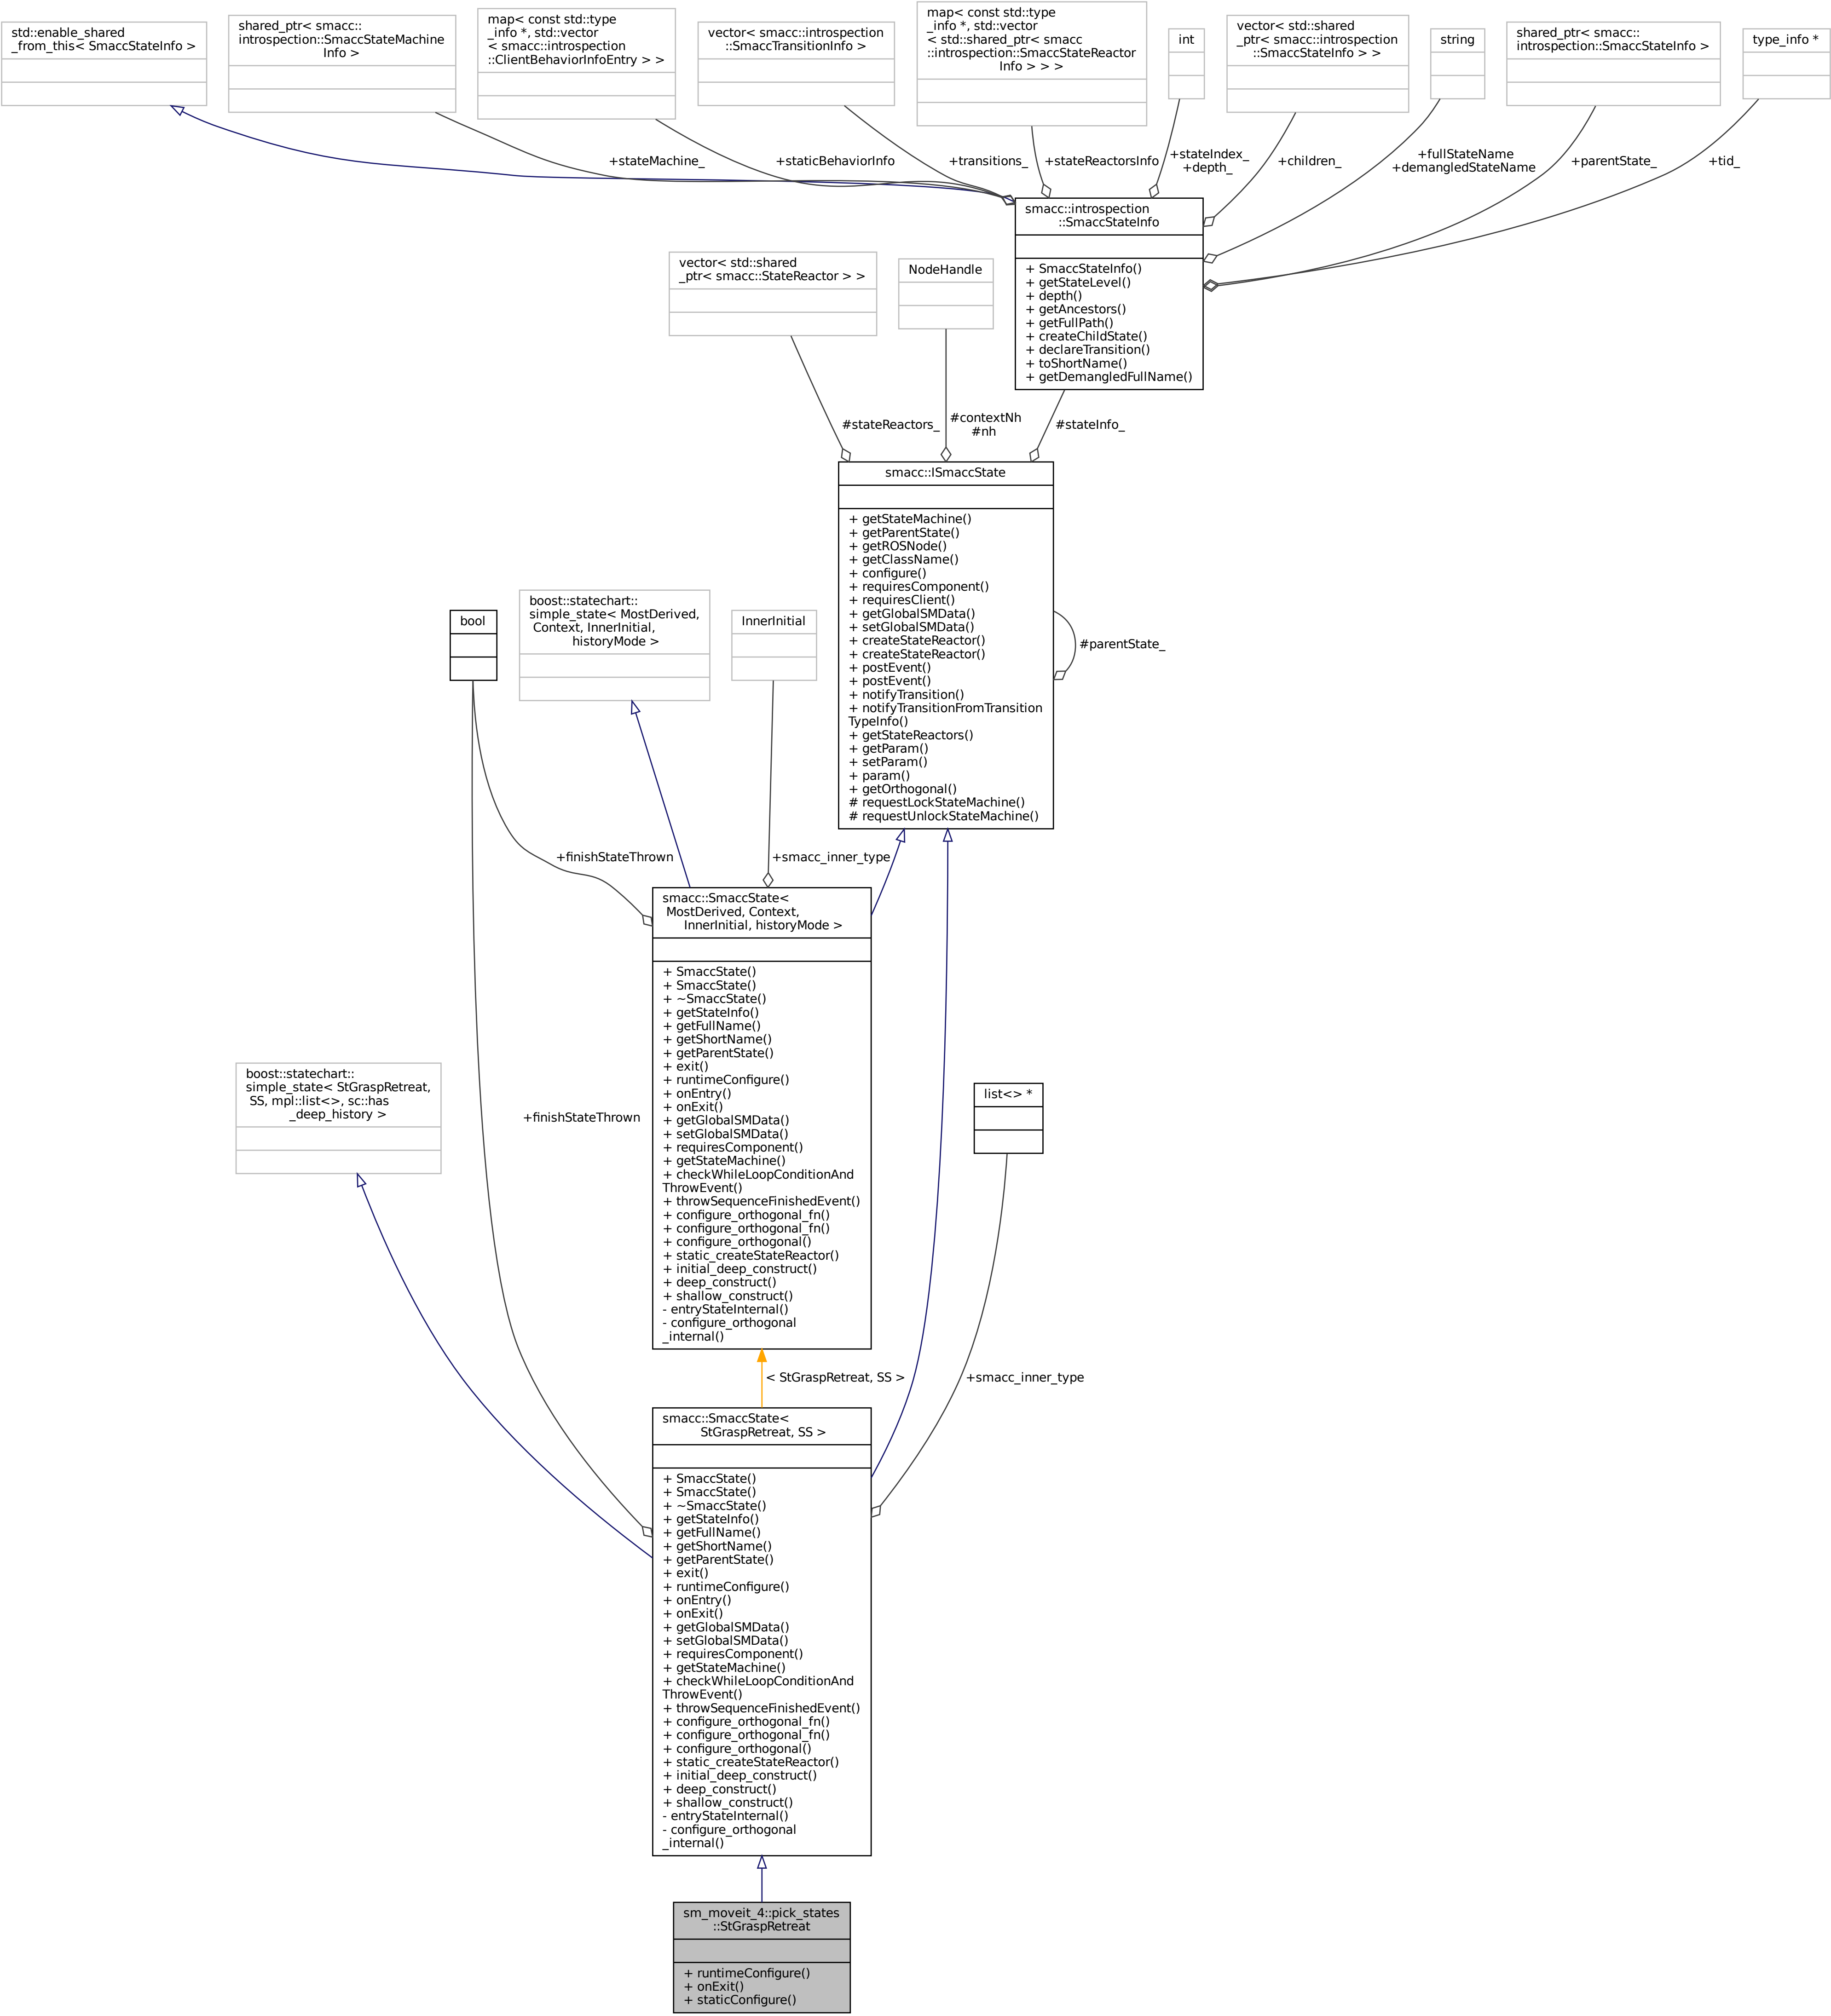 std::enable_shared
_from_this< SmaccStateInfo >
shared_ptr< smacc::
introspection::SmaccStateMachine
Info >
map< const std::type
_info *, std::vector
< smacc::introspection
::ClientBehaviorInfoEntry > >
vector< smacc::introspection
::SmaccTransitionInfo >
map< const std::type
_info *, std::vector
< std::shared_ptr< smacc
::introspection::SmaccStateReactor
Info > > >
int
vector< std::shared
_ptr< smacc::introspection
::SmaccStateInfo > >
string
shared_ptr< smacc::
introspection::SmaccStateInfo >
type_info *
+stateMachine_
+staticBehaviorInfo
+transitions_
+stateReactorsInfo
+stateIndex_
+depth_
+children_
+fullStateName
+demangledStateName
+parentState_
+tid_
smacc::introspection
::SmaccStateInfo
+ SmaccStateInfo()
+ getStateLevel()
+ depth()
+ getAncestors()
+ getFullPath()
+ createChildState()
+ declareTransition()
+ toShortName()
+ getDemangledFullName()
vector< std::shared
_ptr< smacc::StateReactor > >
NodeHandle
#stateReactors_
#contextNh
#nh
#stateInfo_
smacc::ISmaccState
+ getStateMachine()
+ getParentState()
+ getROSNode()
+ getClassName()
+ configure()
+ requiresComponent()
+ requiresClient()
+ getGlobalSMData()
+ setGlobalSMData()
+ createStateReactor()
+ createStateReactor()
+ postEvent()
+ postEvent()
+ notifyTransition()
+ notifyTransitionFromTransition
TypeInfo()
+ getStateReactors()
+ getParam()
+ setParam()
+ param()
+ getOrthogonal()
# requestLockStateMachine()
# requestUnlockStateMachine()
#parentState_
bool
boost::statechart::
simple_state< MostDerived,
Context, InnerInitial,
historyMode >
InnerInitial
+finishStateThrown
+smacc_inner_type
smacc::SmaccState<
MostDerived, Context,
InnerInitial, historyMode >
+ SmaccState()
+ SmaccState()
+ ~SmaccState()
+ getStateInfo()
+ getFullName()
+ getShortName()
+ getParentState()
+ exit()
+ runtimeConfigure()
+ onEntry()
+ onExit()
+ getGlobalSMData()
+ setGlobalSMData()
+ requiresComponent()
+ getStateMachine()
+ checkWhileLoopConditionAnd
ThrowEvent()
+ throwSequenceFinishedEvent()
+ configure_orthogonal_fn()
+ configure_orthogonal_fn()
+ configure_orthogonal()
+ static_createStateReactor()
+ initial_deep_construct()
+ deep_construct()
+ shallow_construct()
- entryStateInternal()
- configure_orthogonal
_internal()
boost::statechart::
simple_state< StGraspRetreat,
SS, mpl::list<>, sc::has
_deep_history >
+finishStateThrown
list<> *
< StGraspRetreat, SS >
+smacc_inner_type
smacc::SmaccState<
StGraspRetreat, SS >
+ SmaccState()
+ SmaccState()
+ ~SmaccState()
+ getStateInfo()
+ getFullName()
+ getShortName()
+ getParentState()
+ exit()
+ runtimeConfigure()
+ onEntry()
+ onExit()
+ getGlobalSMData()
+ setGlobalSMData()
+ requiresComponent()
+ getStateMachine()
+ checkWhileLoopConditionAnd
ThrowEvent()
+ throwSequenceFinishedEvent()
+ configure_orthogonal_fn()
+ configure_orthogonal_fn()
+ configure_orthogonal()
+ static_createStateReactor()
+ initial_deep_construct()
+ deep_construct()
+ shallow_construct()
- entryStateInternal()
- configure_orthogonal
_internal()
sm_moveit_4::pick_states
::StGraspRetreat
+ runtimeConfigure()
+ onExit()
+ staticConfigure()